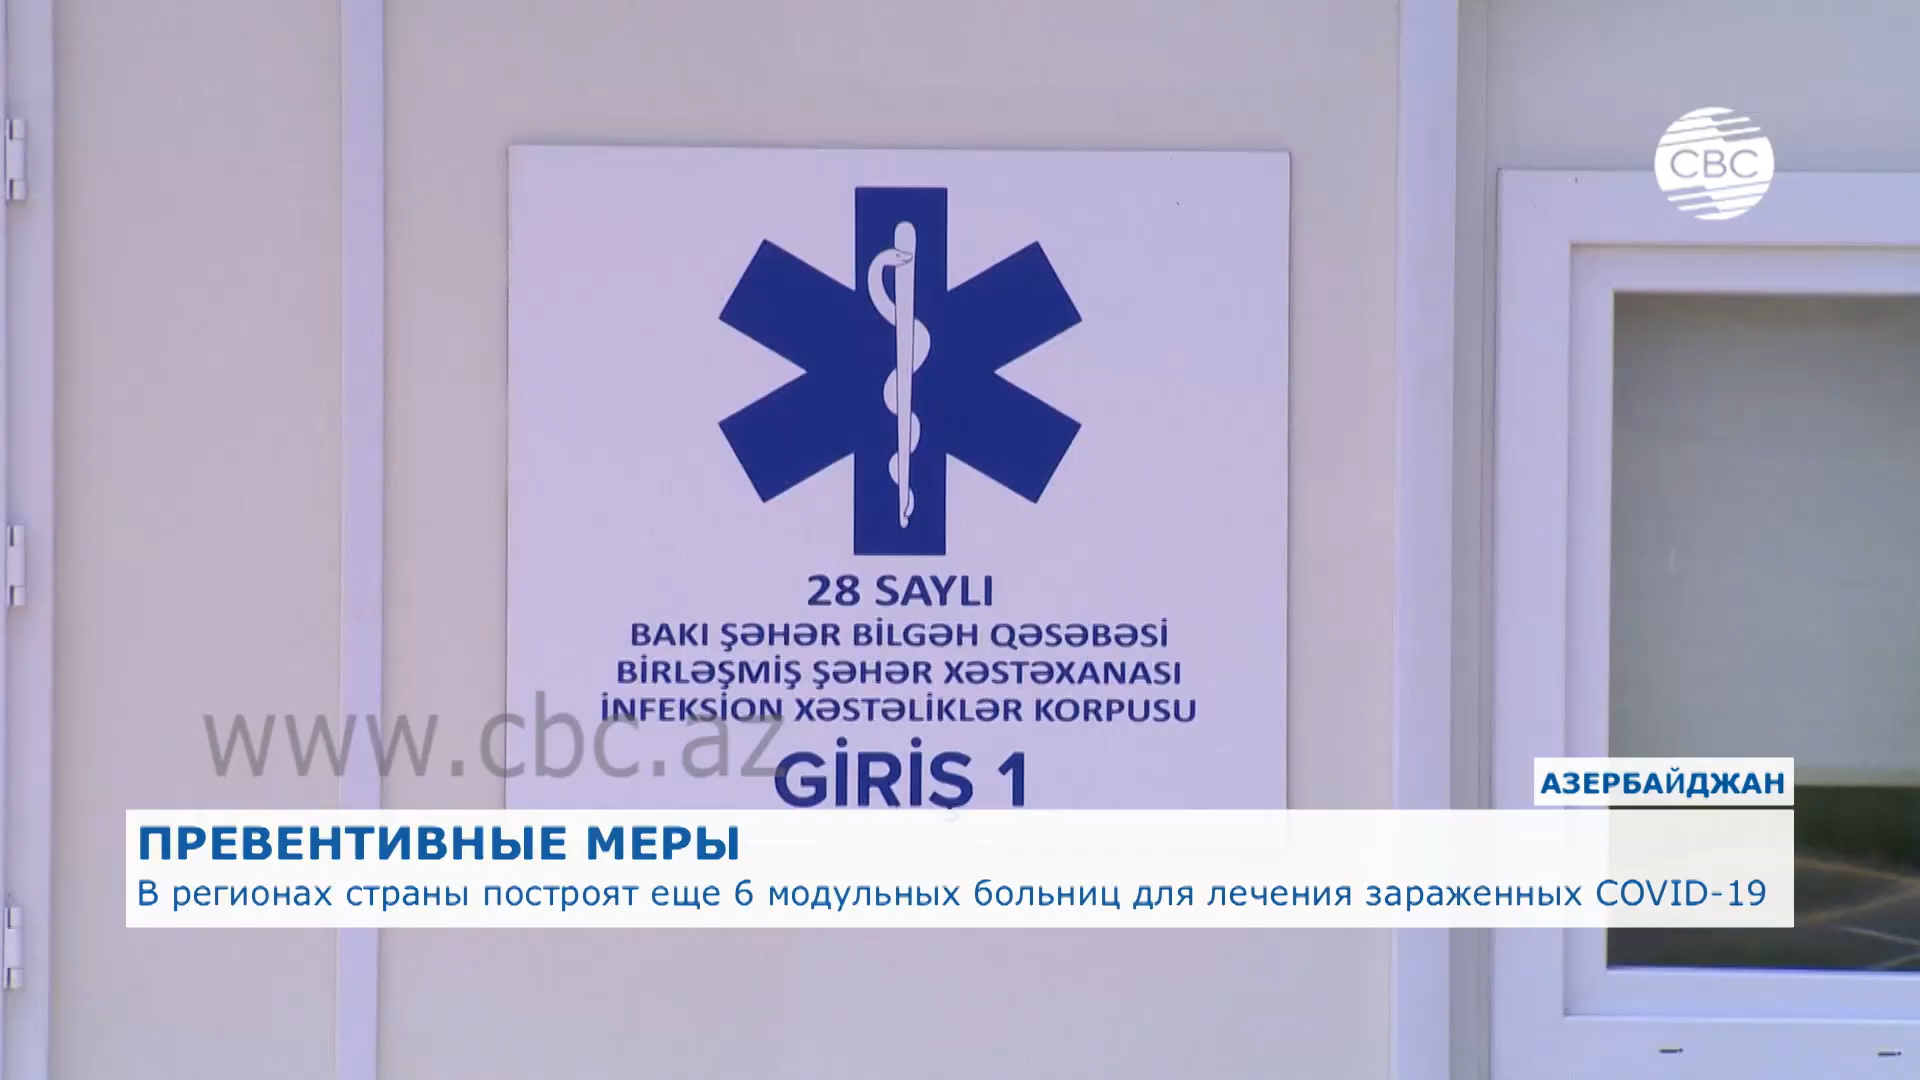 CBC
28 SAYLI
BAKI ŞƏHƏR BİLGƏH QƏSƏBƏSİ
BİRLƏŞMİŞ ŞƏHƏR XƏSTƏXANASI
İNFEKSİON XƏSTƏLİKLƏR KORPUSU
GİRİŞ 1
www.cbc.az
АЗЕРБАЙДЖАН
ПРЕВЕНТИВНЫЕ МЕРЫ
В регионах страны построят еще 6 модульных больниц для лечения зараженных COVID-19